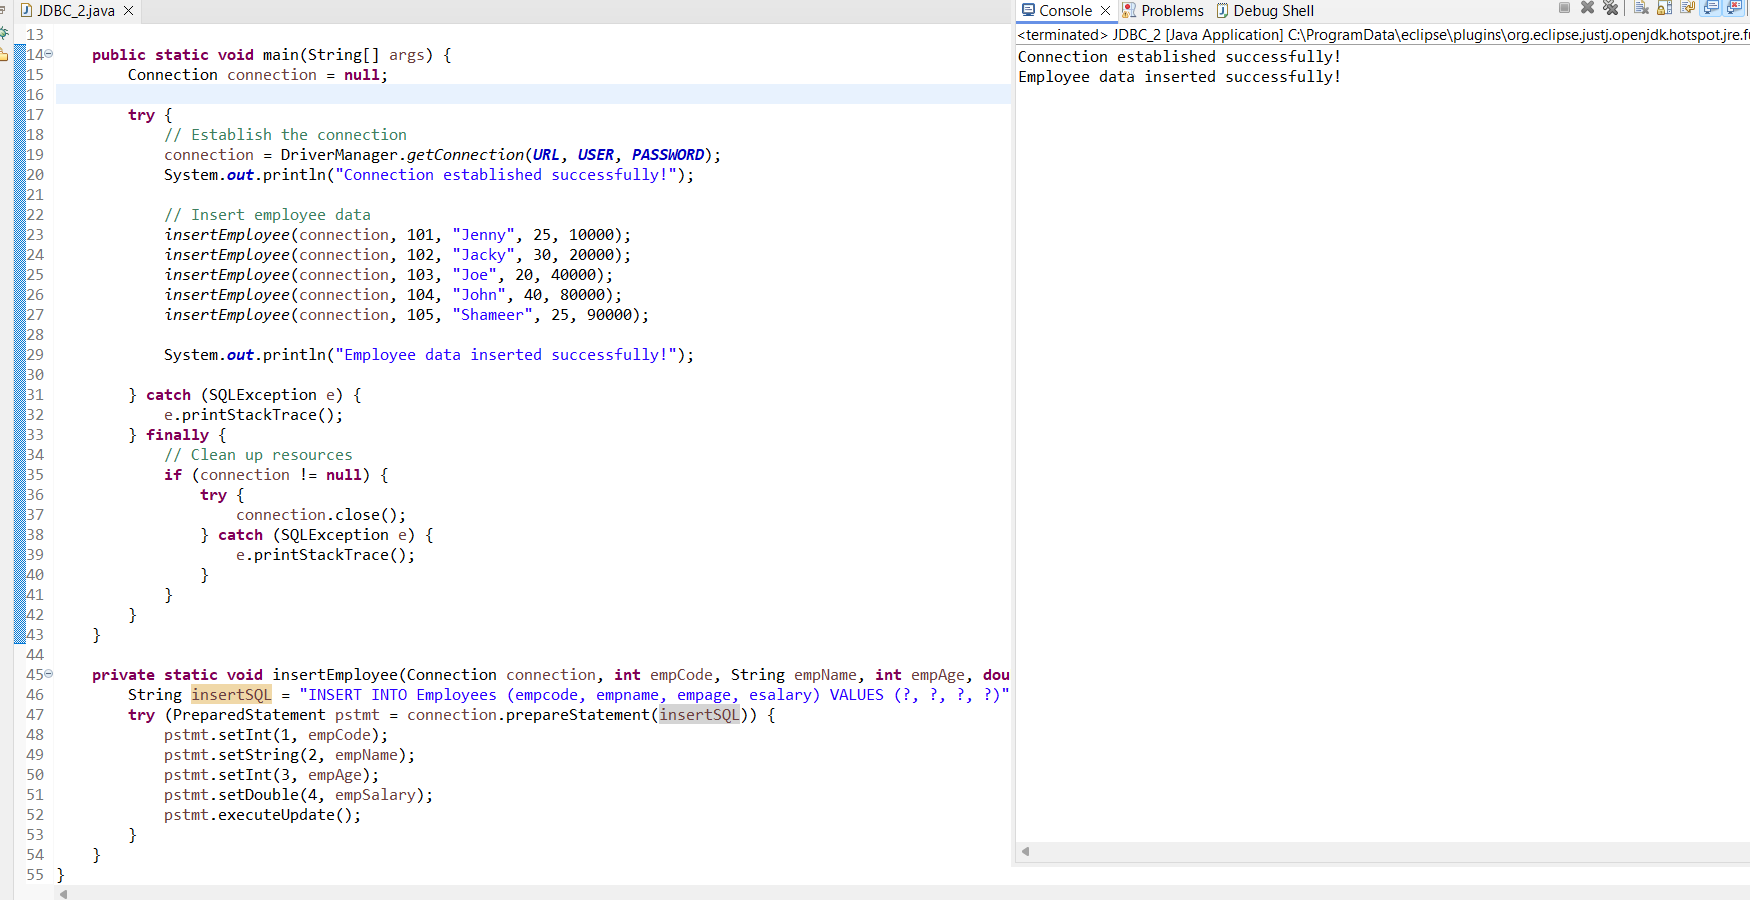 JDBC_2.java
13
14 public static void main(String[] args) {
15 Connection connection = null;
16
17 try {
18 // Establish the connection
19 connection = DriverManager.getConnection(URL, USER, PASSWORD);
20 System.out.println("Connection established successfully!");
21
22 // Insert employee data
23 insertEmployee(connection, 101, "Jenny", 25, 10000);
24 insertEmployee(connection, 102, "Jacky", 30, 20000);
25 insertEmployee(connection, 103, "Joe", 20, 40000);
26 insertEmployee(connection, 104, "John", 40, 80000);
27 insertEmployee(connection, 105, "Shameer", 25, 90000);
28
29 System.out.println("Employee data inserted successfully!");
30
31 } catch (SQLException e) {
32 e.printStackTrace();
33 } finally {
34 // Clean up resources
35 if (connection != null) {
36 try {
37 connection.close();
38 } catch (SQLException e) {
39 e.printStackTrace();
40 }
41 }
42 }
43 }
44
45 private static void insertEmployee(Connection connection, int empCode, String empName, int empAge, dou
46 String insertSQL = "INSERT INTO Employees (empcode, empname, empage, esalary) VALUES (?, ?, ?, ?)"
47 try (PreparedStatement pstmt = connection.prepareStatement(insertSQL)) {
48 pstmt.setInt(1, empCode);
49 pstmt.setString(2, empName);
50 pstmt.setInt(3, empAge);
51 pstmt.setDouble(4, empSalary);
52 pstmt.executeUpdate();
53 }
54 }
55 }
Console Problems Debug Shell
<terminated> JDBC_2 [Java Application] C:\ProgramData\eclipse\plugins\org.eclipse.justj.openjdk.hotspot.jre.fu
Connection established successfully!
Employee data inserted successfully!